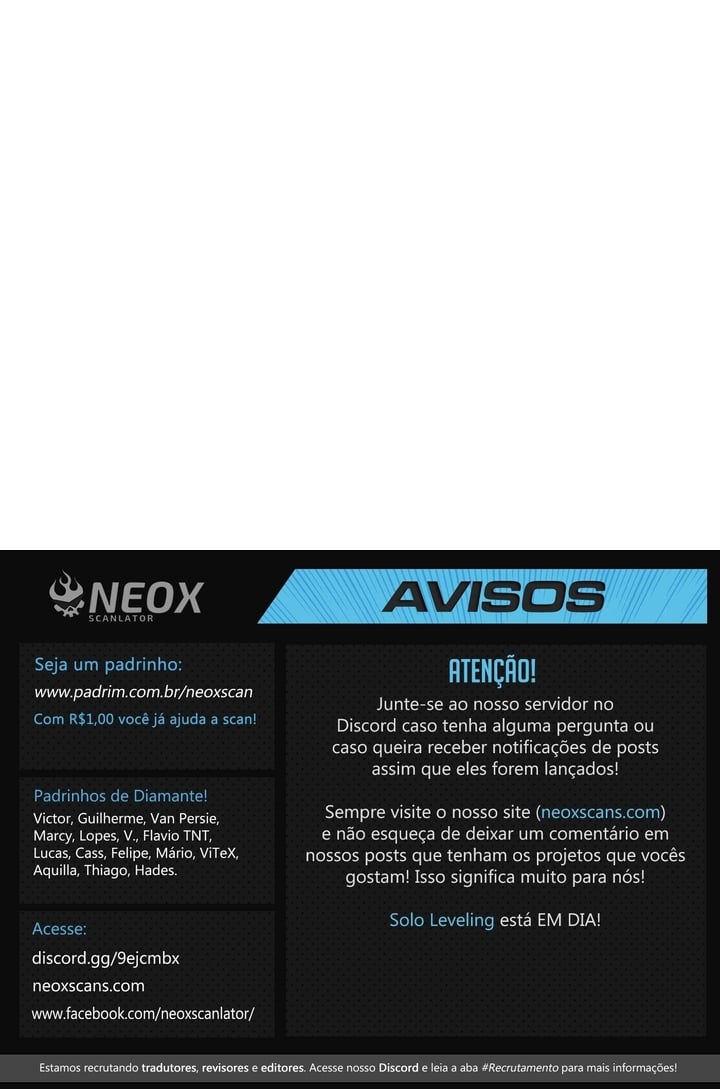 NEOX
SCANLATOR
AVISOS
Seja um padrinho:
www.padrim.com.br/neoxscan
Com R$1,00 você já ajuda a scan!
Padrinhos de Diamante!
Victor, Guilherme, Van Persie,
Marcy, Lopes, V., Flavio TNT,
Lucas, Cass, Felipe, Mário, ViTeX,
Aquilla, Thiago, Hades.
Acesse:
discord.gg/9ejcmbx
neoxscans.com
www.facebook.com/neoxscanlator/
ATENÇÃO!
Junte-se ao nosso servidor no
Discord caso tenha alguma pergunta ou
caso queira receber notificações de posts
assim que eles forem lançados!
Sempre visite o nosso site (neoxscans.com)
e não esqueça de deixar um comentário em
nossos posts que tenham os projetos que vocês
gostam! Isso significa muito para nós!
Solo Leveling está EM DIA!
Estamos recrutando tradutores, revisores e editores. Acesse nosso Discord e leia a aba #Recrutamento para mais informações!